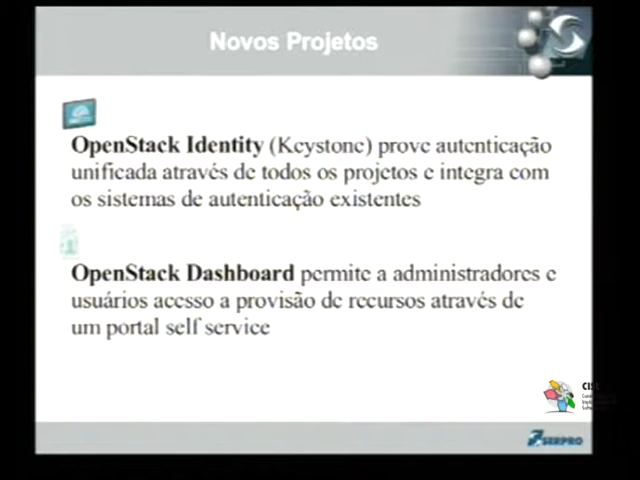 Novos Projetos
OpenStack Identity (Keystone) prove autenticação
unificada através de todos os projetos e integra com
os sistemas de autenticação existentes
OpenStack Dashboard permite a administradores e
usuários acesso a provisão de recursos através de
um portal self service
SERPRO